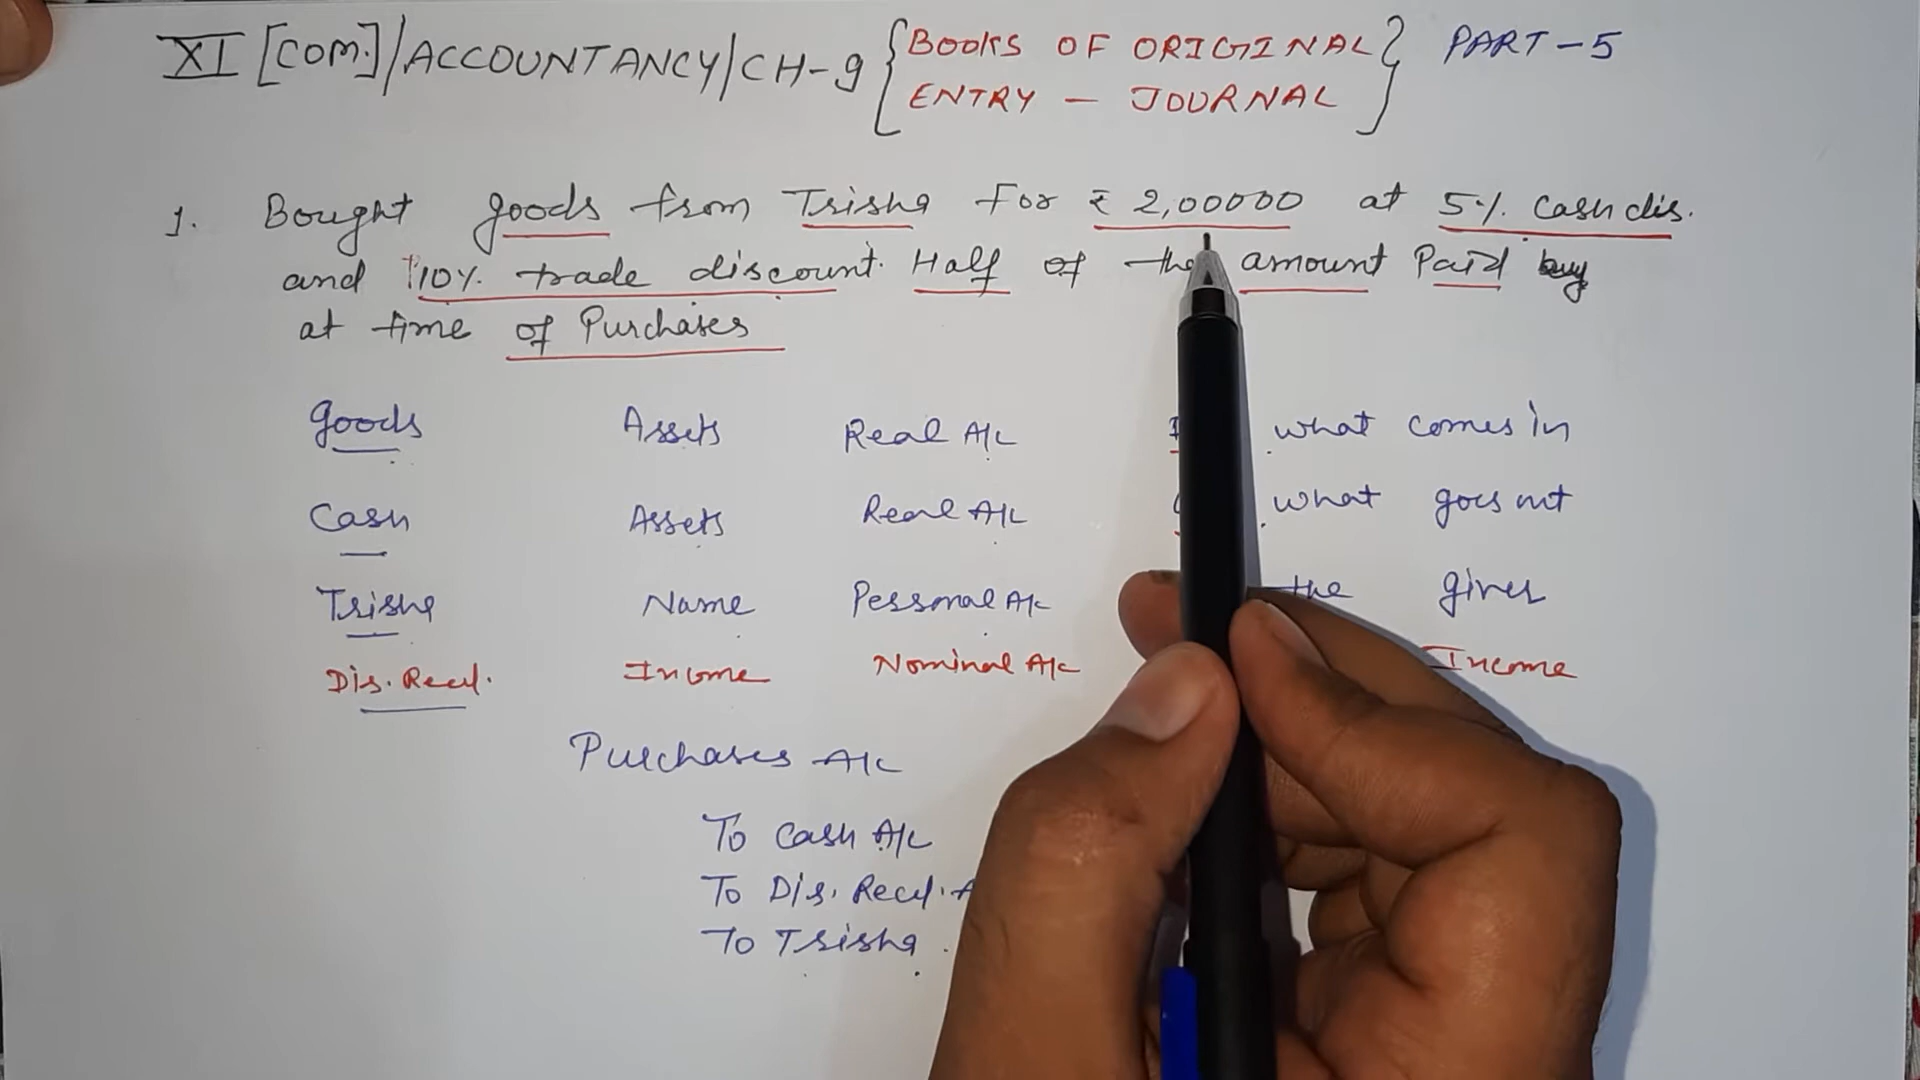 XI [COM.]/ACCOUNTANCY/CH-9 {BOOKS OF ORIGINAL ENTRY - JOURNAL} PART-5
1. Bought goods from Trisha For ₹ 2,00000 at 5% cash dis.
and 10% trade discount. Half of the amount Paid
at time of Purchases
Goods Assets Real A/c what comes in
Cash Assets Real A/c what goes out
Trisha Name Personal A/c the giver
Dis. Recd. Income Nominal A/c Income
Purchases A/c
To Cash A/c
To Dis. Recd. A
To Trisha